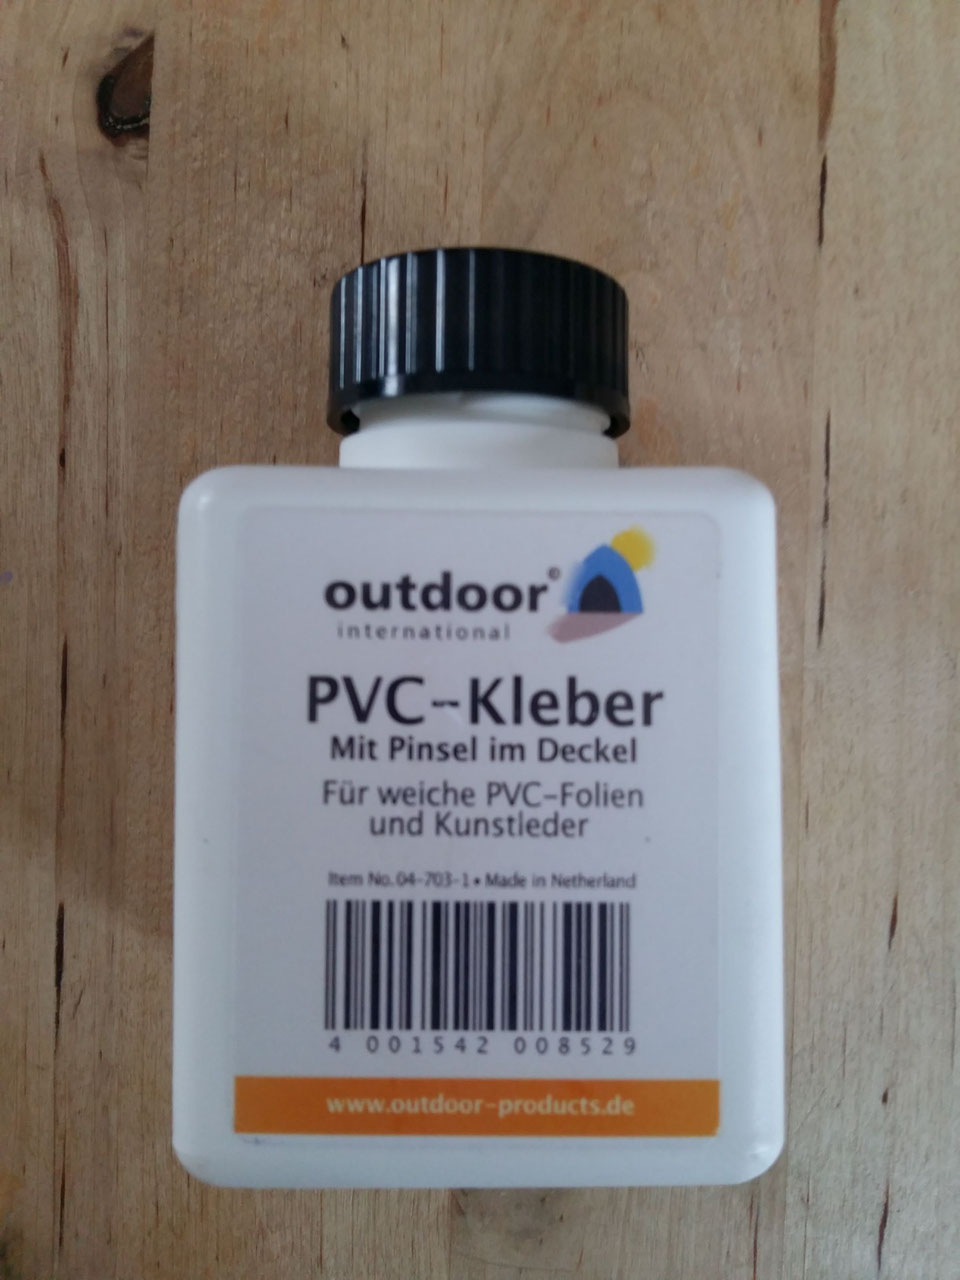 outdoor©
international
PVC-Kleber
Mit Pinsel im Deckel
Für weiche PVC-Folien
und Kunstleder
Item No. 04-703-1 • Made in Netherland
4 001542 008529
www.outdoor-products.de